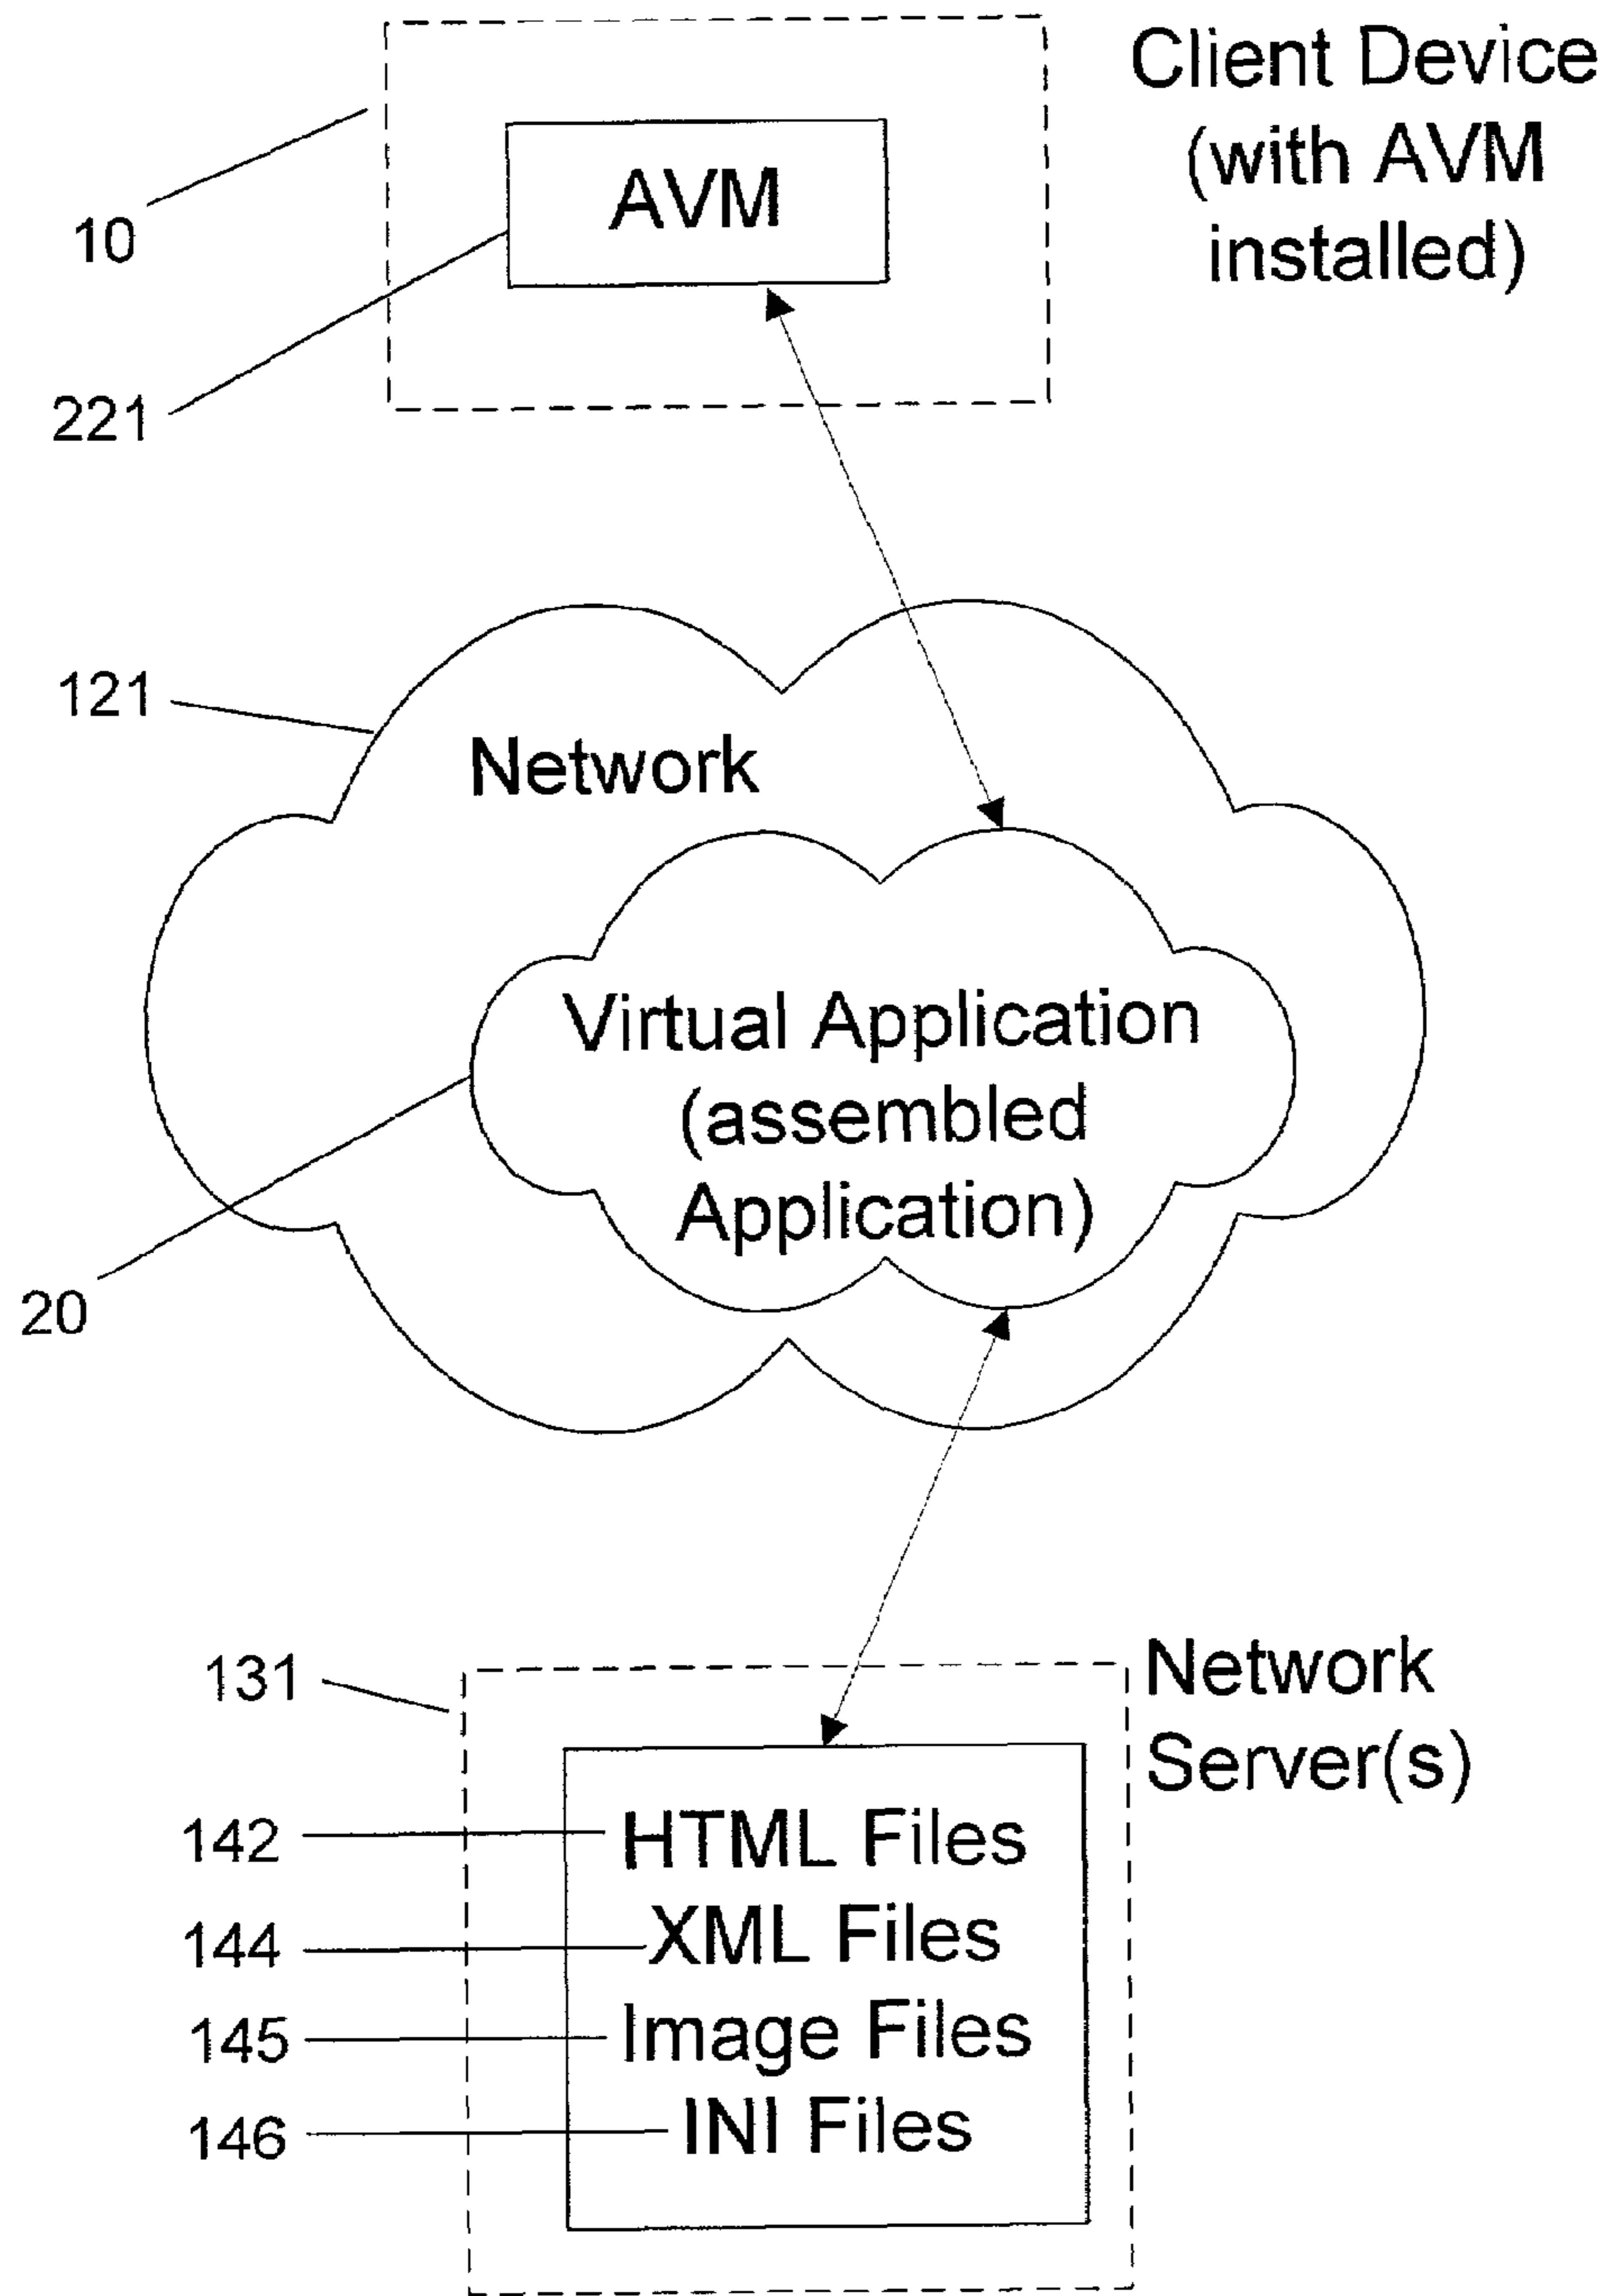 Client Device
(with AVM
installed)
AVM
10
221
121
Network
Virtual Application
(assembled
Application)
20
131
Network
Server(s)
142
HTML Files
144
XML Files
145
Image Files
146
INI Files